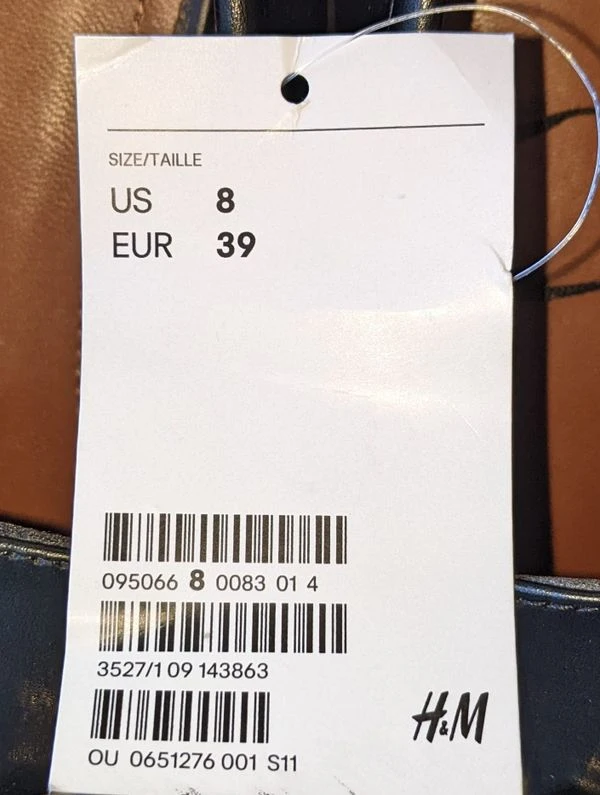 SIZE/TAILLE
US 8
EUR 39
095066 8 0083 01 4
3527/1 09 143863
OU 0651276 001 S11
H&M